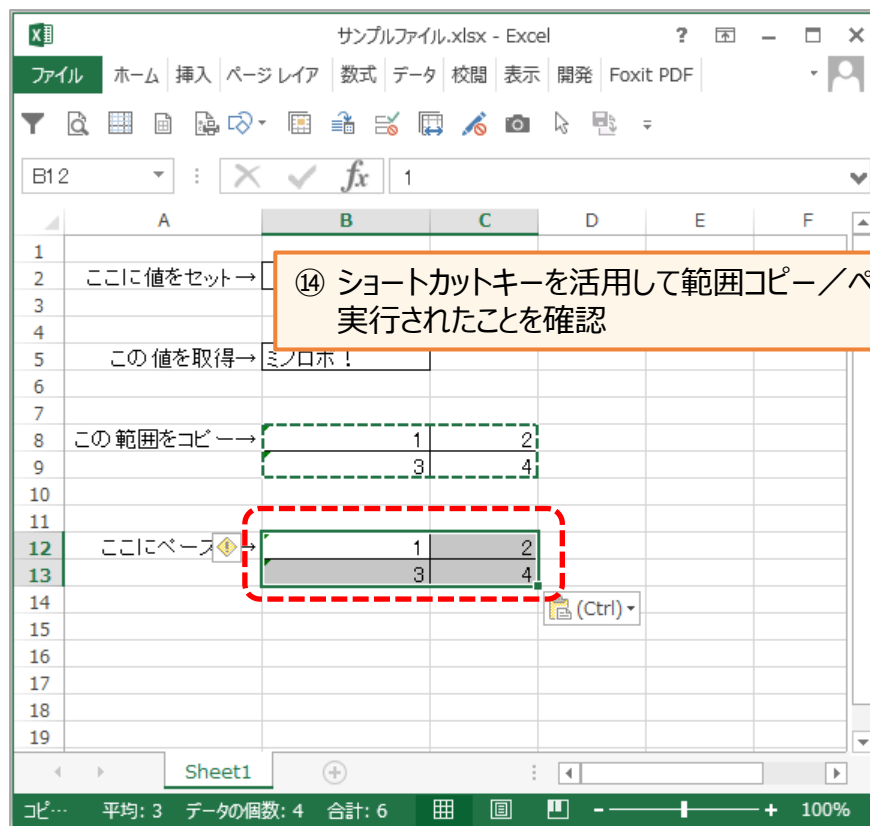 サンプルファイル.xlsx - Excel
ファイル ホーム 挿入 ページ レイア 数式 データ 校閲 表示 開発 Foxit PDF
B12 fx 1
A B C D E F
1
2 ここに値をセット→
⑭ ショートカットキーを活用して範囲コピー／ペ
実行されたことを確認
3
4
5 この値を取得→ ミノロボ！
6
7
8 この範囲をコピー→ 1 2
9 3 4
10
11
12 ここにペース → 1 2
13 3 4
14 (Ctrl)
15
16
17
18
19
Sheet1
コピ… 平均: 3 データの個数: 4 合計: 6 100%